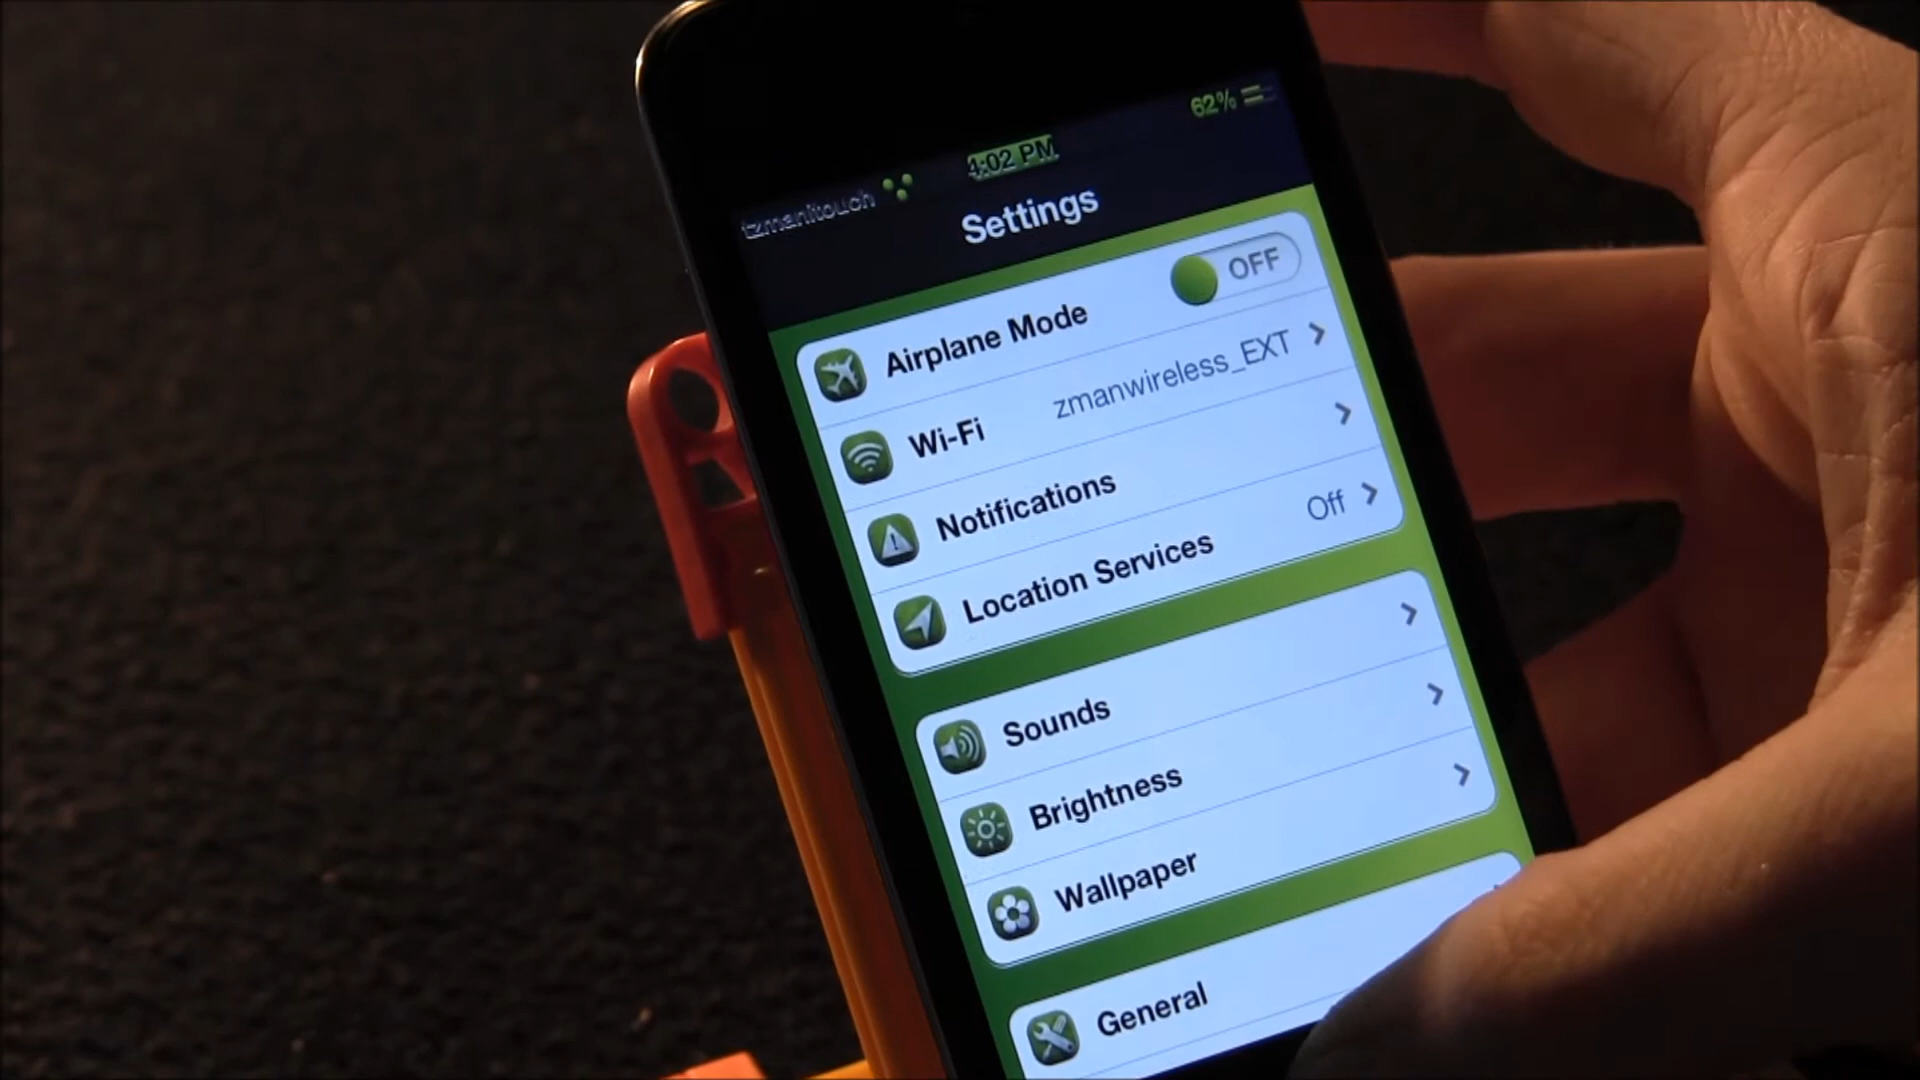 62%
tzmanitouch 4:02 PM
Settings
Airplane Mode OFF
Wi-Fi zmanwireless_EXT
Notifications
Location Services Off
Sounds
Brightness
Wallpaper
General